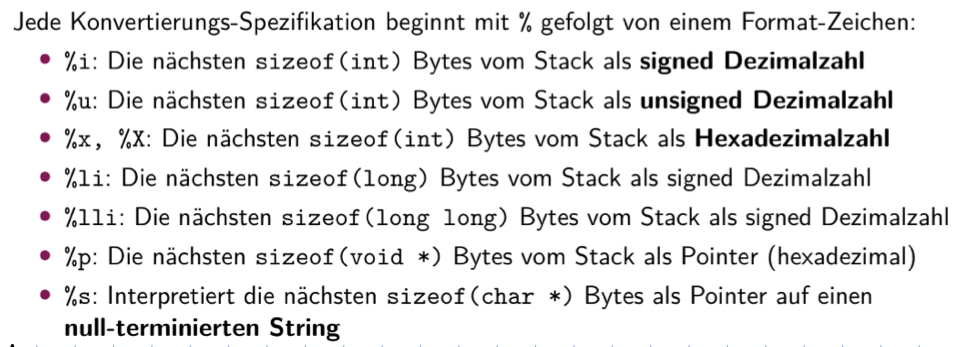 Jede Konvertierungs-Spezifikation beginnt mit % gefolgt von einem Format-Zeichen:
• %i: Die nächsten sizeof(int) Bytes vom Stack als signed Dezimalzahl
• %u: Die nächsten sizeof(int) Bytes vom Stack als unsigned Dezimalzahl
• %x, %X: Die nächsten sizeof(int) Bytes vom Stack als Hexadezimalzahl
• %li: Die nächsten sizeof(long) Bytes vom Stack als signed Dezimalzahl
• %lli: Die nächsten sizeof(long long) Bytes vom Stack als signed Dezimalzahl
• %p: Die nächsten sizeof(void *) Bytes vom Stack als Pointer (hexadezimal)
• %s: Interpretiert die nächsten sizeof(char *) Bytes als Pointer auf einen
null-terminierten String